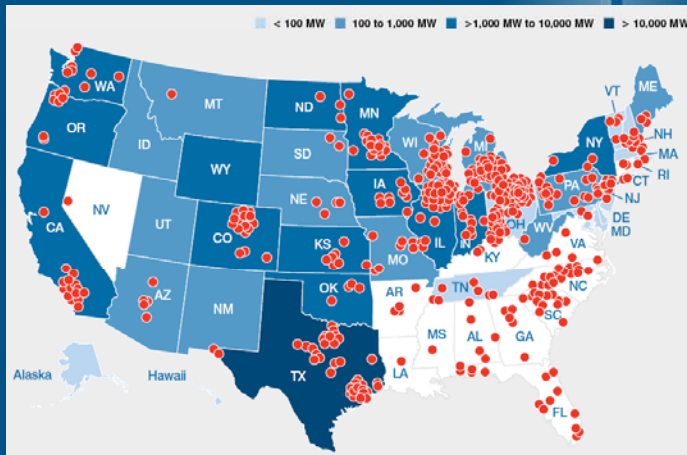 < 100 MW 100 to 1,000 MW >1,000 MW to 10,000 MW > 10,000 MW
WA MT ND MN VT ME
OR ID SD WI MI NY NH
MA
WY RI
CT
NE IA PA NJ
NV UT CO IL IN OH DE
CA KS MO WV MD
KY VA
AZ NM OK AR TN NC
SC
MS AL GA
TX LA
Alaska Hawaii FL